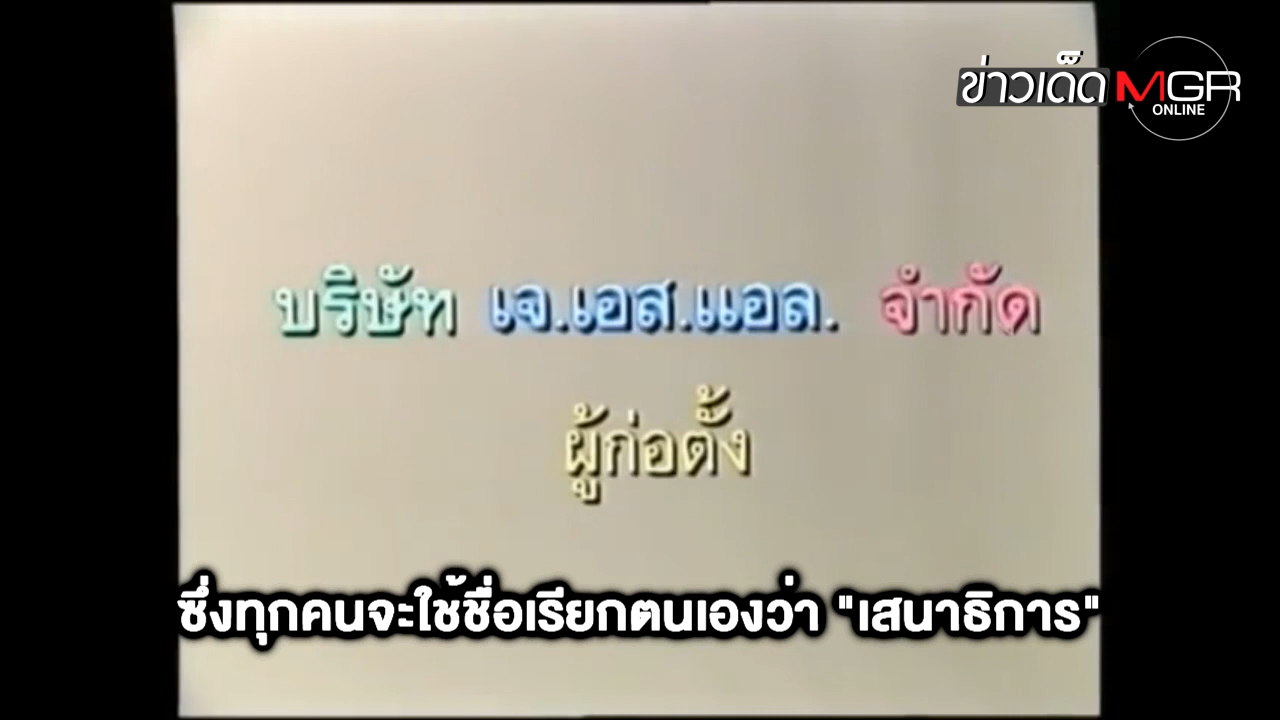 ข่าวเด็ด MGR
ONLINE
บริษัท เจ.เอส.แอล. จำกัด
ผู้ก่อตั้ง
ซึ่งทุกคนจะใช้ชื่อเรียกตนเองว่า "เสนาธิการ"